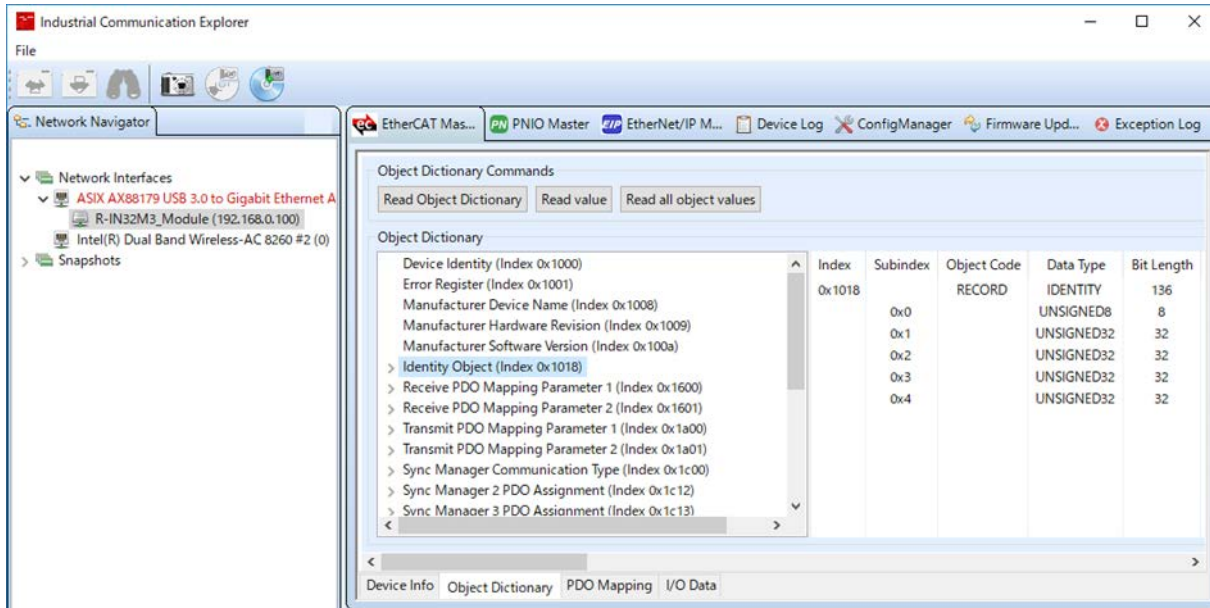 Industrial Communication Explorer
File
Network Navigator
Network Interfaces
ASIX AX88179 USB 3.0 to Gigabit Ethernet A
R-IN32M3_Module (192.168.0.100)
Intel(R) Dual Band Wireless-AC 8260 #2 (0)
Snapshots
EtherCAT Mas... PN PNIO Master EIP EtherNet/IP M... Device Log ConfigManager Firmware Upd... Exception Log
Object Dictionary Commands
Read Object Dictionary Read value Read all object values
Object Dictionary
Device Identity (Index 0x1000)
Error Register (Index 0x1001)
Manufacturer Device Name (Index 0x1008)
Manufacturer Hardware Revision (Index 0x1009)
Manufacturer Software Version (Index 0x100a)
Identity Object (Index 0x1018)
Receive PDO Mapping Parameter 1 (Index 0x1600)
Receive PDO Mapping Parameter 2 (Index 0x1601)
Transmit PDO Mapping Parameter 1 (Index 0x1a00)
Transmit PDO Mapping Parameter 2 (Index 0x1a01)
Sync Manager Communication Type (Index 0x1c00)
Sync Manager 2 PDO Assignment (Index 0x1c12)
Sync Manager 3 PDO Assignment (Index 0x1c13)
Index Subindex Object Code Data Type Bit Length
0x1018 RECORD IDENTITY 136
0x0 UNSIGNED8 8
0x1 UNSIGNED32 32
0x2 UNSIGNED32 32
0x3 UNSIGNED32 32
0x4 UNSIGNED32 32
Device Info Object Dictionary PDO Mapping I/O Data